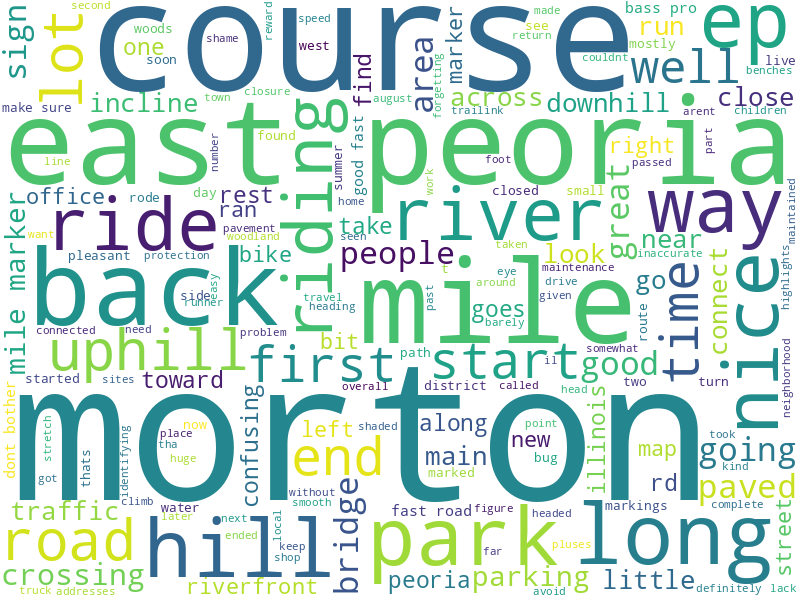 course
ep
sign
lot
woods
soon
one
shame
west
reward
speed
second
town
closure
august
forgetting
couldnt
made
see
return
bass pro
run
mostly
well
live
benches
make sure
incline
area
marker
across
downhill
close
trailink
arent
children
east
peoria
line
number
found
riding
find
good fast
foot
right
passed
part
office
rode
day
rest
summer
home
work
closed
small
great
way
maintained
ride
ran
pavement
take
river
near
want
woodland
bike
people
seen
t
taken
look
maintenance
inaccurate
mile marker
pleasant
protection
back
side
easy
runner
travel
heading
mile
past
eye
around
drive
given
goes
barely
go
route
time
connect
nice
highlights
connected
need
problem
uphill
bit
path
first
start
somewhat
good
neighborhood
started
sites
toward
overall
district
called
il
head
two
turn
dont bother
stretch
thats
got
morton
now
place
tha
huge
identifying
confusing
left
shaded
end
along
main
marked
new
point
bug
illinois
map
took
kind
going
climb
water
without
smooth
bridge
rd
paved
traffic
later
next
local
fast road
figure
headed
markings
complete
street
road
hill
ended
keep
shop
park
far
pluses
long
crossing
riverfront
peoria
parking
avoid
little
definitely
lack
truck
addresses